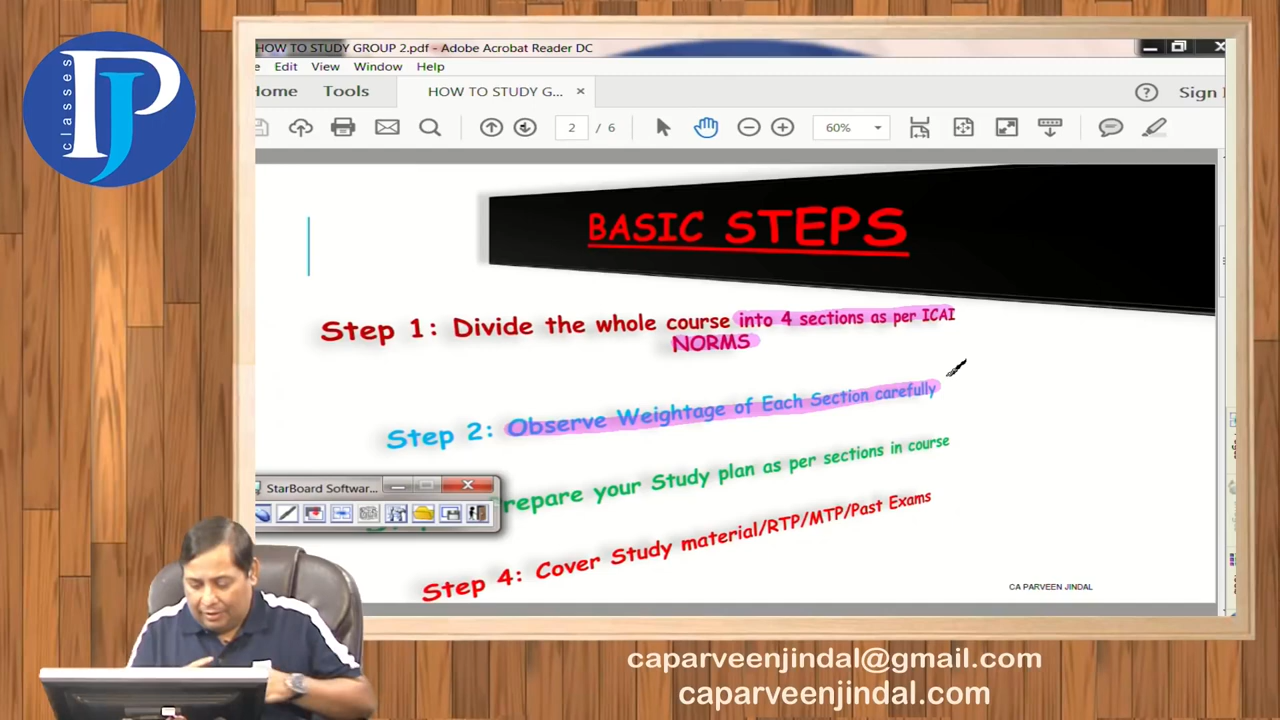 classes
PJ
HOW TO STUDY GROUP 2.pdf - Adobe Acrobat Reader DC
Edit View Window Help
Home Tools HOW TO STUDY G... ×
Sign
2 / 6 60%
BASIC STEPS
Step 1: Divide the whole course into 4 sections as per ICAI
NORMS
Step 2: Observe Weightage of Each Section carefully
Prepare your Study plan as per sections in course
StarBoard Softwar...
Step 4: Cover Study material/RTP/MTP/Past Exams
CA PARVEEN JINDAL
caparveenjindal@gmail.com
caparveenjindal.com